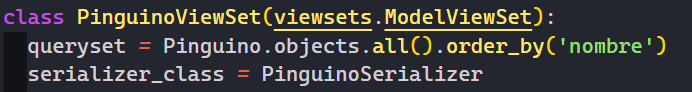 class PinguinoViewSet(viewsets.ModelViewSet):
    queryset = Pinguino.objects.all().order_by('nombre')
    serializer_class = PinguinoSerializer